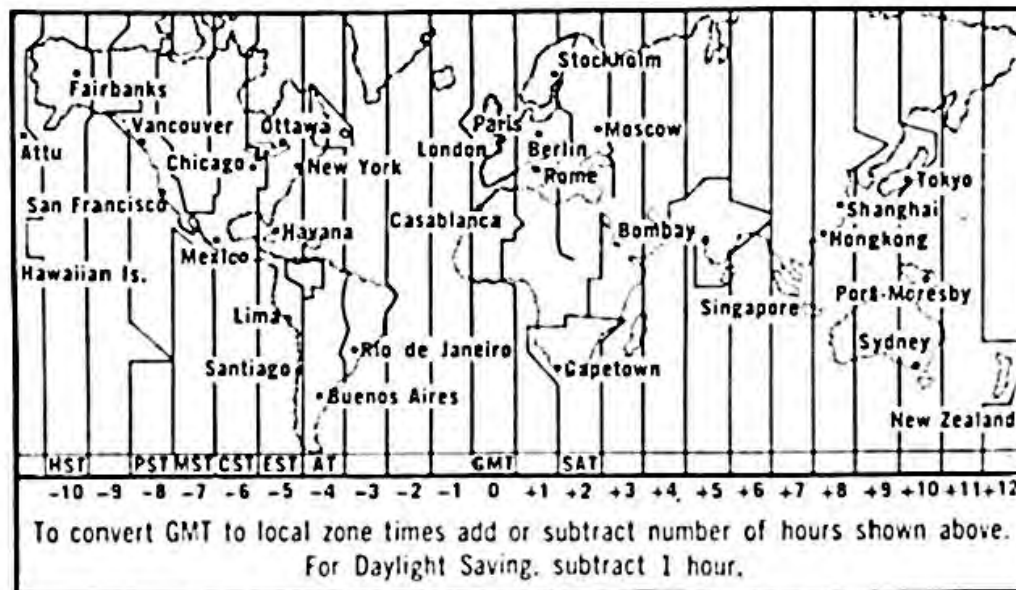 Stockholm
Fairbanks
Vancouver Ottawa Paris Moscow
Attu Chicago London Berlin
New York Rome
San Francisco Tokyo
Casablanca Shanghai
Havana Bombay Hongkong
Mexico
Hawaiian Is.
Singapore Port-Moresby
Lima
Rio de Janeiro Sydney
Santiago Capetown
Buenos Aires
New Zealand
HST PST MST CST EST AT GMT SAT
-10 -9 -8 -7 -6 -5 -4 -3 -2 -1 0 +1 +2 +3 +4 +5 +6 +7 +8 +9 +10 +11 +12
To convert GMT to local zone times add or subtract number of hours shown above.
For Daylight Saving, subtract 1 hour.